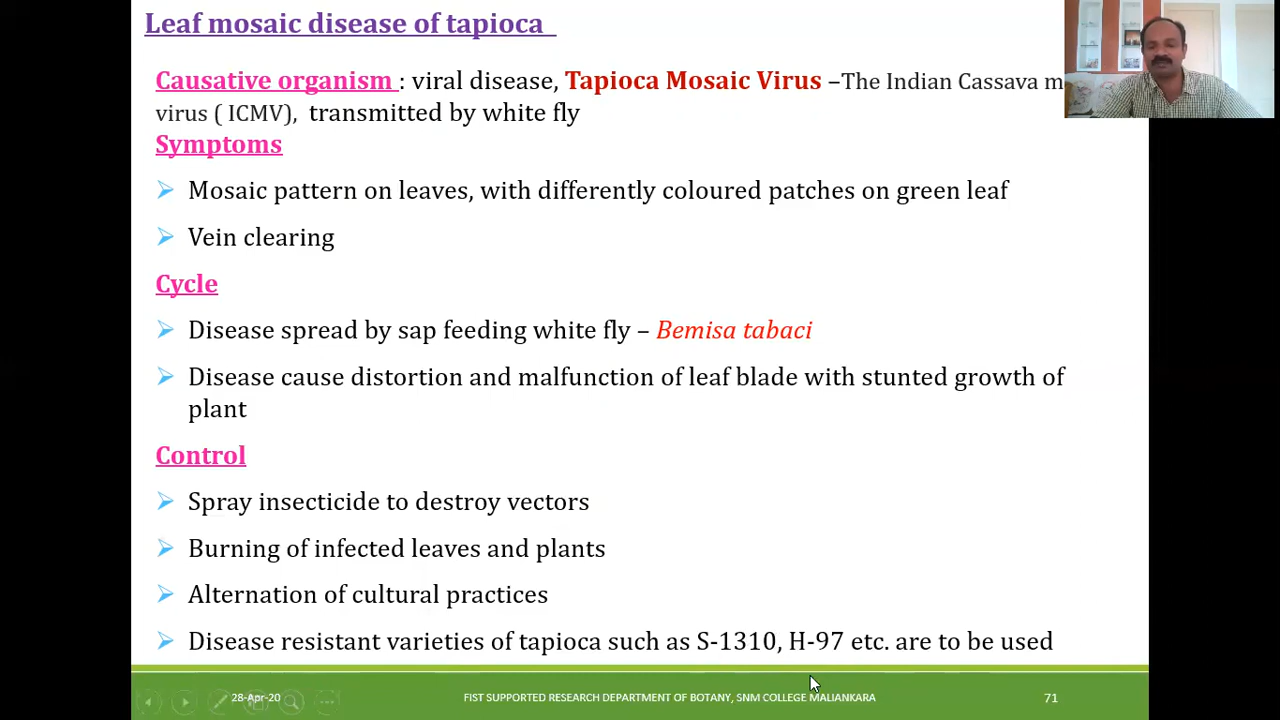 Leaf mosaic disease of tapioca
Causative organism : viral disease, Tapioca Mosaic Virus –The Indian Cassava m
virus ( ICMV), transmitted by white fly
Symptoms
Mosaic pattern on leaves, with differently coloured patches on green leaf
Vein clearing
Cycle
Disease spread by sap feeding white fly – Bemisa tabaci
Disease cause distortion and malfunction of leaf blade with stunted growth of
plant
Control
Spray insecticide to destroy vectors
Burning of infected leaves and plants
Alternation of cultural practices
Disease resistant varieties of tapioca such as S-1310, H-97 etc. are to be used
28-Apr-20 FIST SUPPORTED RESEARCH DEPARTMENT OF BOTANY, SNM COLLEGE MALIANKARA 71